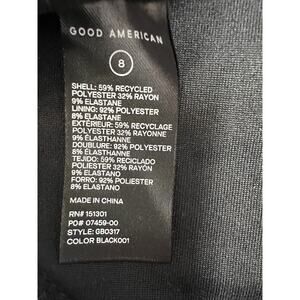 GOOD AMERICAN
8
SHELL: 59% RECYCLED
POLYESTER 32% RAYON
9% ELASTANE
LINING: 92% POLYESTER
8% ELASTANE
EXTÉRIEUR: 59% RECYCLAGE
POLYESTER 32% RAYONNE
9% ÉLASTHANNE
DOUBLURE: 92% POLYESTER
8% ÉLASTHANNE
TEJIDO: 59% RECICLADO
POLIESTER 32% RAYON
9% ELASTANO
FORRO: 92% POLIESTER
8% ELASTANO
MADE IN CHINA
RN# 151301
PO# 07459-00
STYLE: GB0317
COLOR BLACK001